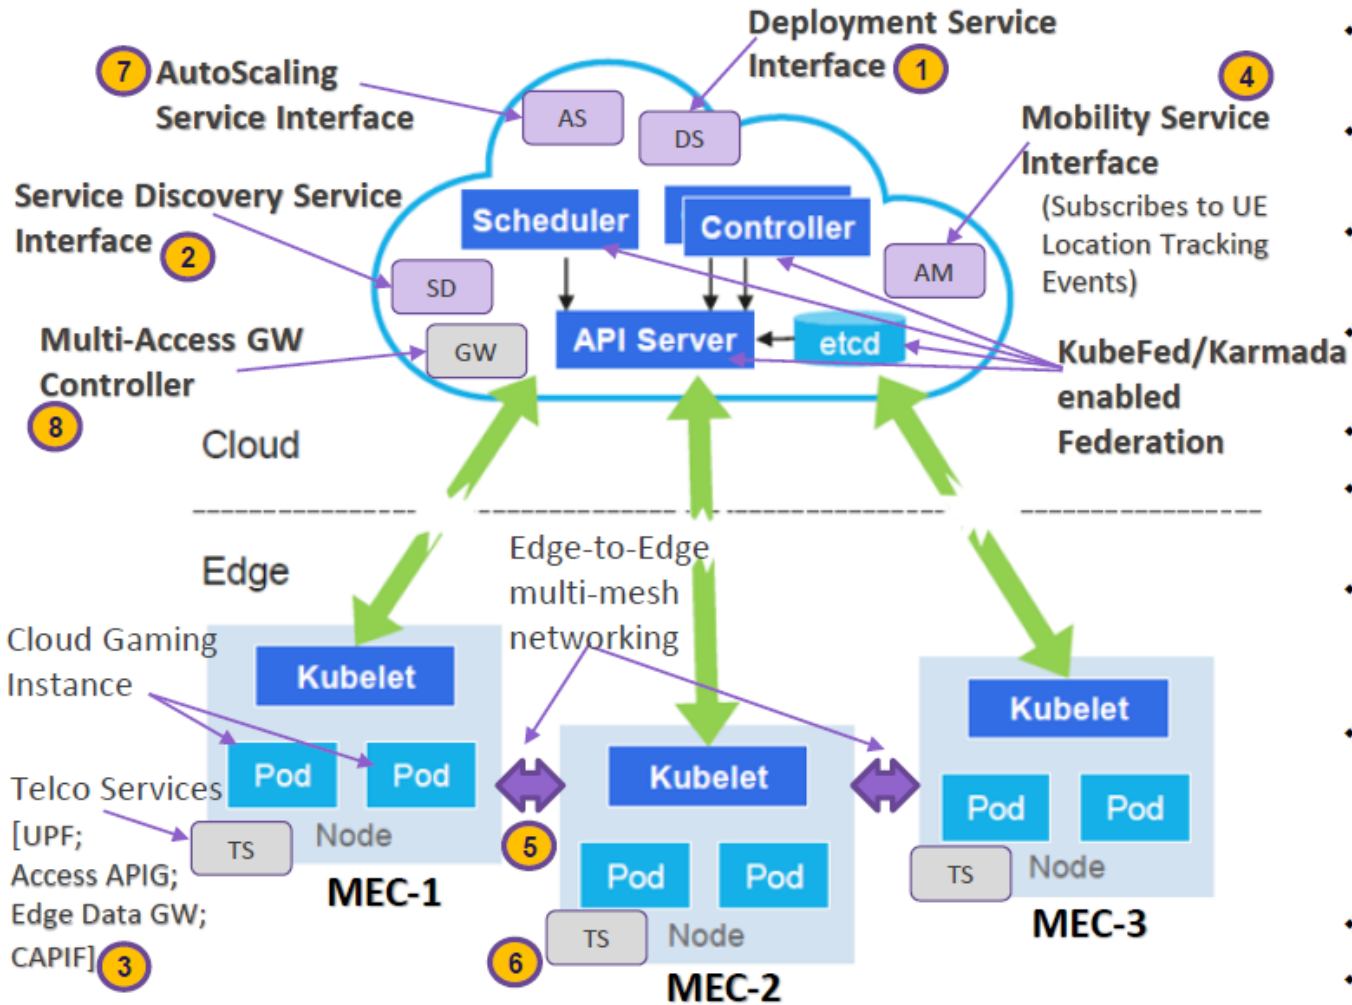 Deployment Service
Interface
1
7
AutoScaling
Service Interface
4
Mobility Service
Interface
(Subscribes to UE
Location Tracking
Events)
AS
DS
Service Discovery Service
Interface
2
Scheduler
Controller
SD
AM
Multi-Access GW
Controller
8
GW
API Server
etcd
KubeFed/Karmada
enabled
Federation
Cloud
Edge
Edge-to-Edge
multi-mesh
networking
Cloud Gaming
Instance
Kubelet
Pod
Pod
Node
TS
MEC-1
Telco Services
[UPF;
Access APIG;
Edge Data GW;
CAPIF]
3
5
Kubelet
Pod
Pod
Node
TS
6
MEC-2
Kubelet
Pod
Pod
Node
TS
MEC-3